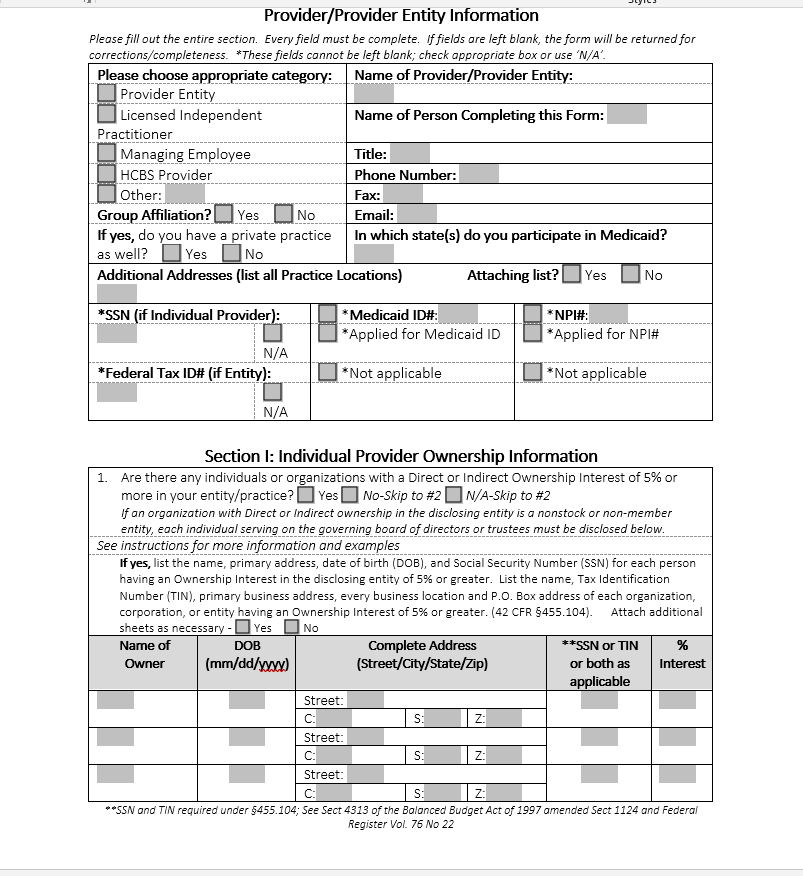 Provider/Provider Entity Information
Please fill out the entire section.  Every field must be complete.  If fields are left blank, the form will be returned for
corrections/completeness.  *These fields cannot be left blank; check appropriate box or use ‘N/A’.
Please choose appropriate category:
Provider Entity
Licensed Independent
Practitioner
Managing Employee
HCBS Provider
Other:
Group Affiliation? Yes No
If yes, do you have a private practice
as well? Yes No
Name of Provider/Provider Entity:
Name of Person Completing this Form:
Title:
Phone Number:
Fax:
Email:
In which state(s) do you participate in Medicaid?
Additional Addresses (list all Practice Locations) Attaching list? Yes No
*SSN (if Individual Provider):
N/A
*Federal Tax ID# (if Entity):
N/A
*Medicaid ID#:
*Applied for Medicaid ID
*Not applicable
*NPI#:
*Applied for NPI#
*Not applicable
Section I: Individual Provider Ownership Information
1. Are there any individuals or organizations with a Direct or Indirect Ownership Interest of 5% or
more in your entity/practice? Yes No-Skip to #2 N/A-Skip to #2
If an organization with Direct or Indirect ownership in the disclosing entity is a nonstock or non-member
entity, each individual serving on the governing board of directors or trustees must be disclosed below.
See instructions for more information and examples
If yes, list the name, primary address, date of birth (DOB), and Social Security Number (SSN) for each person
having an Ownership Interest in the disclosing entity of 5% or greater.  List the name, Tax Identification
Number (TIN), primary business address, every business location and P.O. Box address of each organization,
corporation, or entity having an Ownership Interest of 5% or greater. (42 CFR §455.104). Attach additional
sheets as necessary - Yes No
Name of
Owner
DOB
(mm/dd/yyyy)
Complete Address
(Street/City/State/Zip)
**SSN or TIN
or both as
applicable
%
Interest
Street:
C: S: Z:
Street:
C: S: Z:
Street:
C: S: Z:
**SSN and TIN required under §455.104; See Sect 4313 of the Balanced Budget Act of 1997 amended Sect 1124 and Federal
Register Vol. 76 No 22